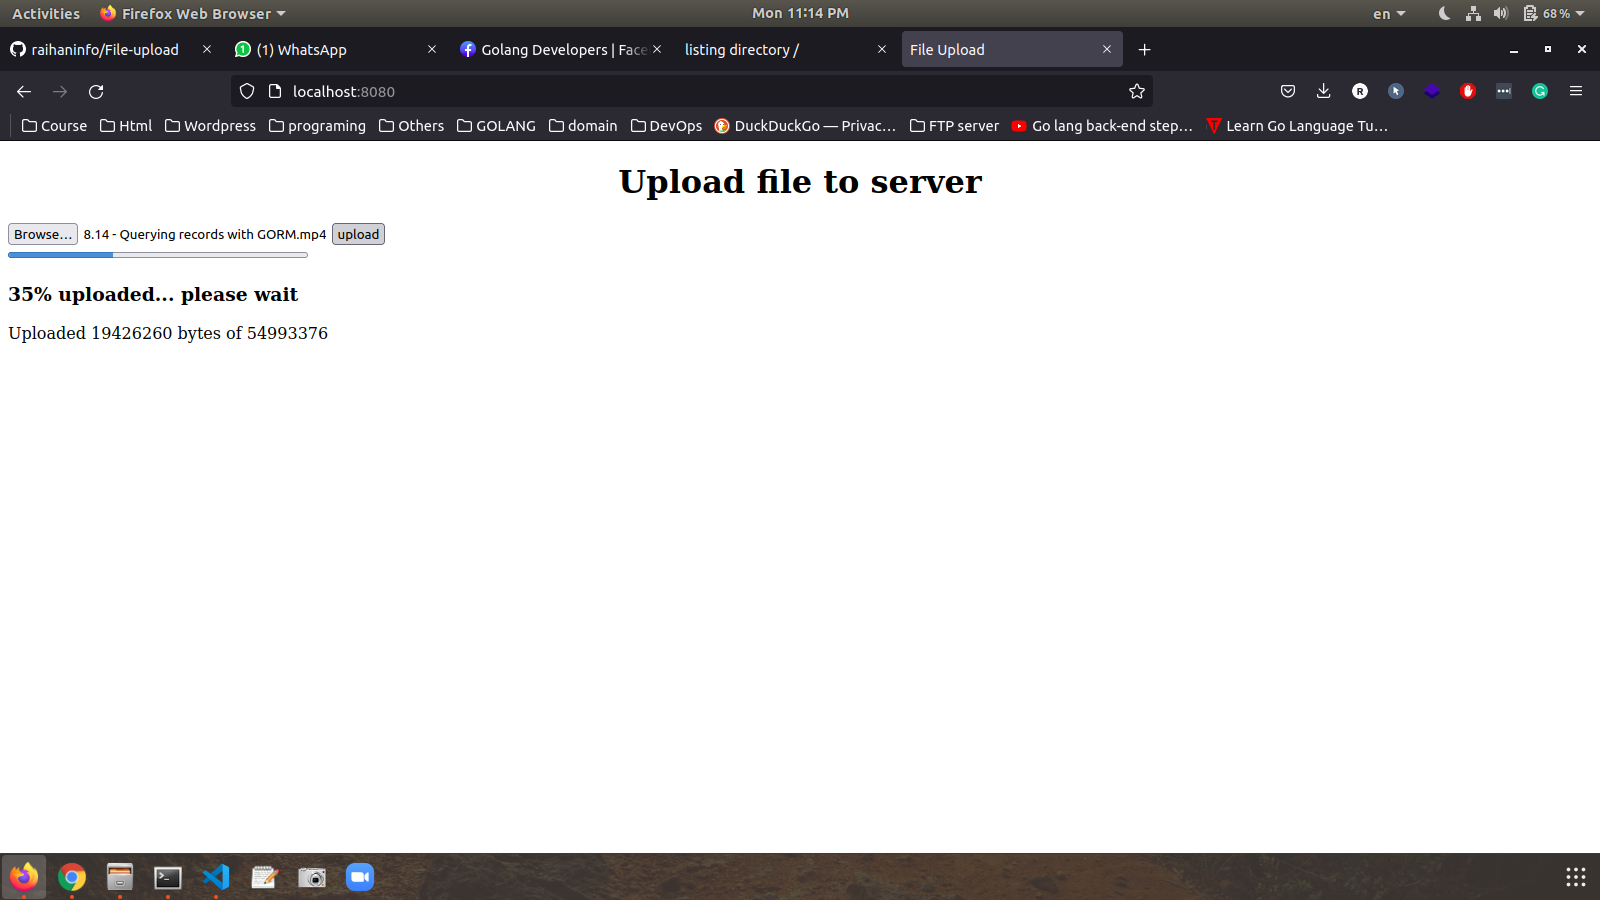 Activities Firefox Web Browser Mon 11:14 PM en 68 %
raihaninfo/File-upload (1) WhatsApp Golang Developers | Face listing directory / File Upload
localhost:8080
Course Html Wordpress programing Others GOLANG domain DevOps DuckDuckGo — Privac… FTP server Go lang back-end step… Learn Go Language Tu…
Upload file to server
Browse… 8.14 - Querying records with GORM.mp4 upload
35% uploaded... please wait
Uploaded 19426260 bytes of 54993376